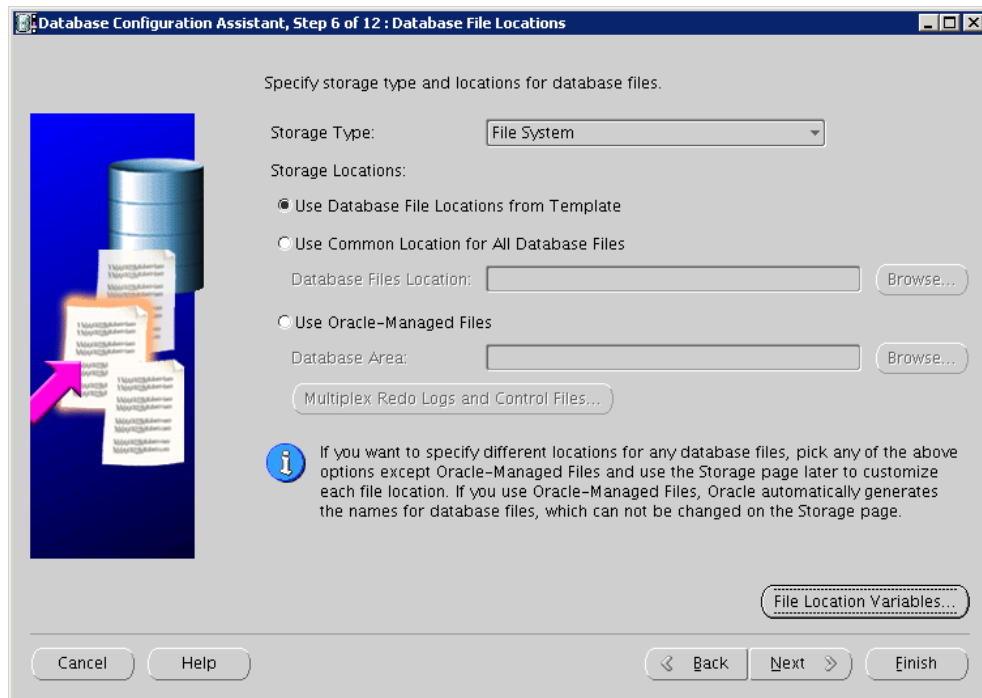 Database Configuration Assistant, Step 6 of 12 : Database File Locations
Specify storage type and locations for database files.
Storage Type:
File System
Storage Locations:
Use Database File Locations from Template
Use Common Location for All Database Files
Database Files Location:
Browse...
Use Oracle-Managed Files
Database Area:
Browse...
Multiplex Redo Logs and Control Files...
If you want to specify different locations for any database files, pick any of the above
options except Oracle-Managed Files and use the Storage page later to customize
each file location. If you use Oracle-Managed Files, Oracle automatically generates
the names for database files, which can not be changed on the Storage page.
File Location Variables...
Cancel
Help
Back
Next
Finish